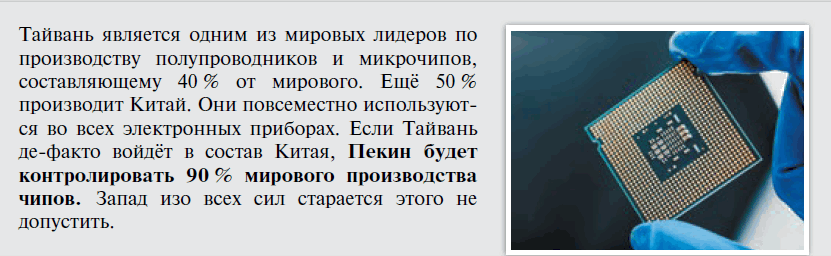 Тайвань является одним из мировых лидеров по
производству полупроводников и микрочипов,
составляющему 40 % от мирового. Ещё 50 %
производит Китай. Они повсеместно используют-
ся во всех электронных приборах. Если Тайвань
де-факто войдёт в состав Китая, Пекин будет
контролировать 90 % мирового производства
чипов. Запад изо всех сил старается этого не
допустить.